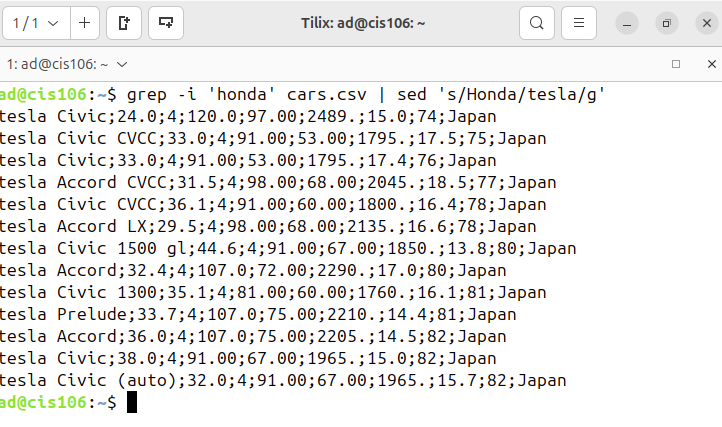 1 / 1
Tilix: ad@cis106: ~
1: ad@cis106: ~
ad@cis106:~$ grep -i 'honda' cars.csv | sed 's/Honda/tesla/g'
tesla Civic;24.0;4;120.0;97.00;2489.;15.0;74;Japan
tesla Civic CVCC;33.0;4;91.00;53.00;1795.;17.5;75;Japan
tesla Civic;33.0;4;91.00;53.00;1795.;17.4;76;Japan
tesla Accord CVCC;31.5;4;98.00;68.00;2045.;18.5;77;Japan
tesla Civic CVCC;36.1;4;91.00;60.00;1800.;16.4;78;Japan
tesla Accord LX;29.5;4;98.00;68.00;2135.;16.6;78;Japan
tesla Civic 1500 gl;44.6;4;91.00;67.00;1850.;13.8;80;Japan
tesla Accord;32.4;4;107.0;72.00;2290.;17.0;80;Japan
tesla Civic 1300;35.1;4;81.00;60.00;1760.;16.1;81;Japan
tesla Prelude;33.7;4;107.0;75.00;2210.;14.4;81;Japan
tesla Accord;36.0;4;107.0;75.00;2205.;14.5;82;Japan
tesla Civic;38.0;4;91.00;67.00;1965.;15.0;82;Japan
tesla Civic (auto);32.0;4;91.00;67.00;1965.;15.7;82;Japan
ad@cis106:~$